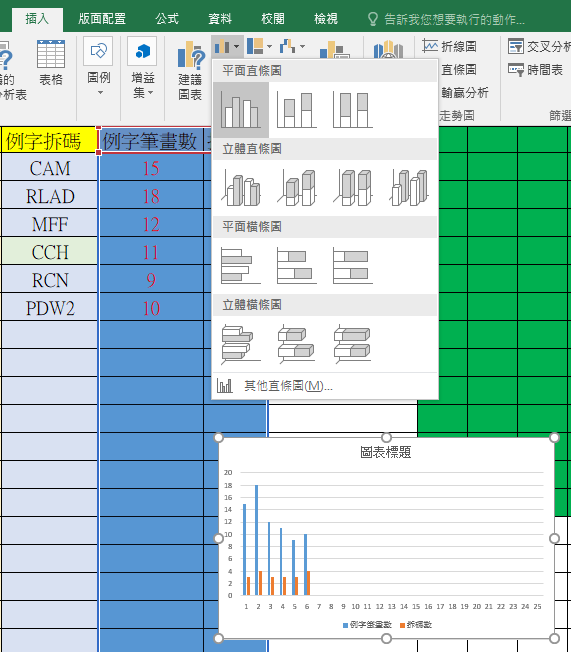 插入 版面配置 公式 資料 校閱 檢視 告訴我您想要執行的動作...
的 表格 圖例 增益 建議 折線圖 交叉分析
分析表 集 圖表 直條圖 時間表
輸贏分析
走勢圖 篩選
平面直條圖
立體直條圖
平面橫條圖
立體橫條圖
其他直條圖(M)...
例字拆碼 例字筆畫數
CAM 15
RLAD 18
MFF 12
CCH 11
RCN 9
PDW2 10
圖表標題
20
18
16
14
12
10
8
6
4
2
0
1 2 3 4 5 6 7 8 9 10 11 12 13 14 15 16 17 18 19 20 21 22 23 24 25
例字筆畫數 拆碼數